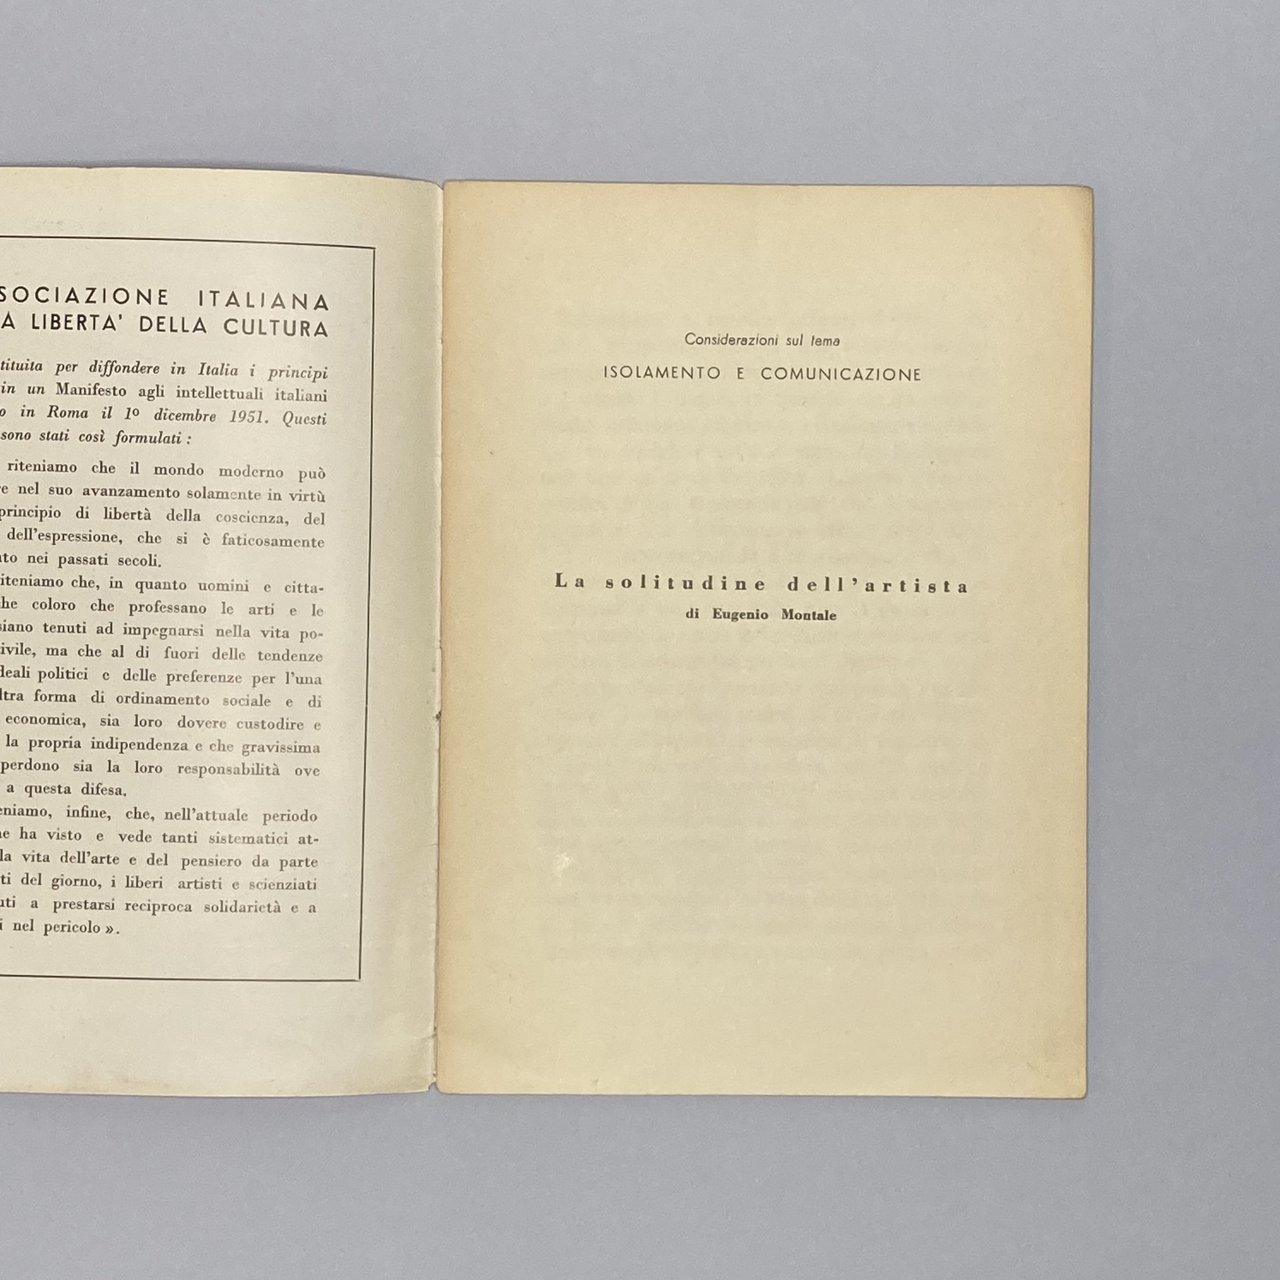 SOCIAZIONE ITALIANA
A LIBERTA' DELLA CULTURA
tituita per diffondere in Italia i principi
in un Manifesto agli intellettuali italiani
o in Roma il 1º dicembre 1951. Questi
sono stati così formulati :
riteniamo che il mondo moderno può
e nel suo avanzamento solamente in virtù
principio di libertà della coscienza, del
dell'espressione, che si è faticosamente
to nei passati secoli.
iteniamo che, in quanto uomini e citta-
he coloro che professano le arti e le
siano tenuti ad impegnarsi nella vita po-
ivile, ma che al di fuori delle tendenze
deali politici e delle preferenze per l'una
ltra forma di ordinamento sociale e di
economica, sia loro dovere custodire e
la propria indipendenza e che gravissima
perdono sia la loro responsabilità ove
a questa difesa.
eniamo, infine, che, nell'attuale periodo
he ha visto e vede tanti sistematici at-
la vita dell'arte e del pensiero da parte
ti del giorno, i liberi artisti e scienziati
uti a prestarsi reciproca solidarietà e a
i nel pericolo ».
Considerazioni sul tema
ISOLAMENTO E COMUNICAZIONE
La solitudine dell'artista
di Eugenio Montale